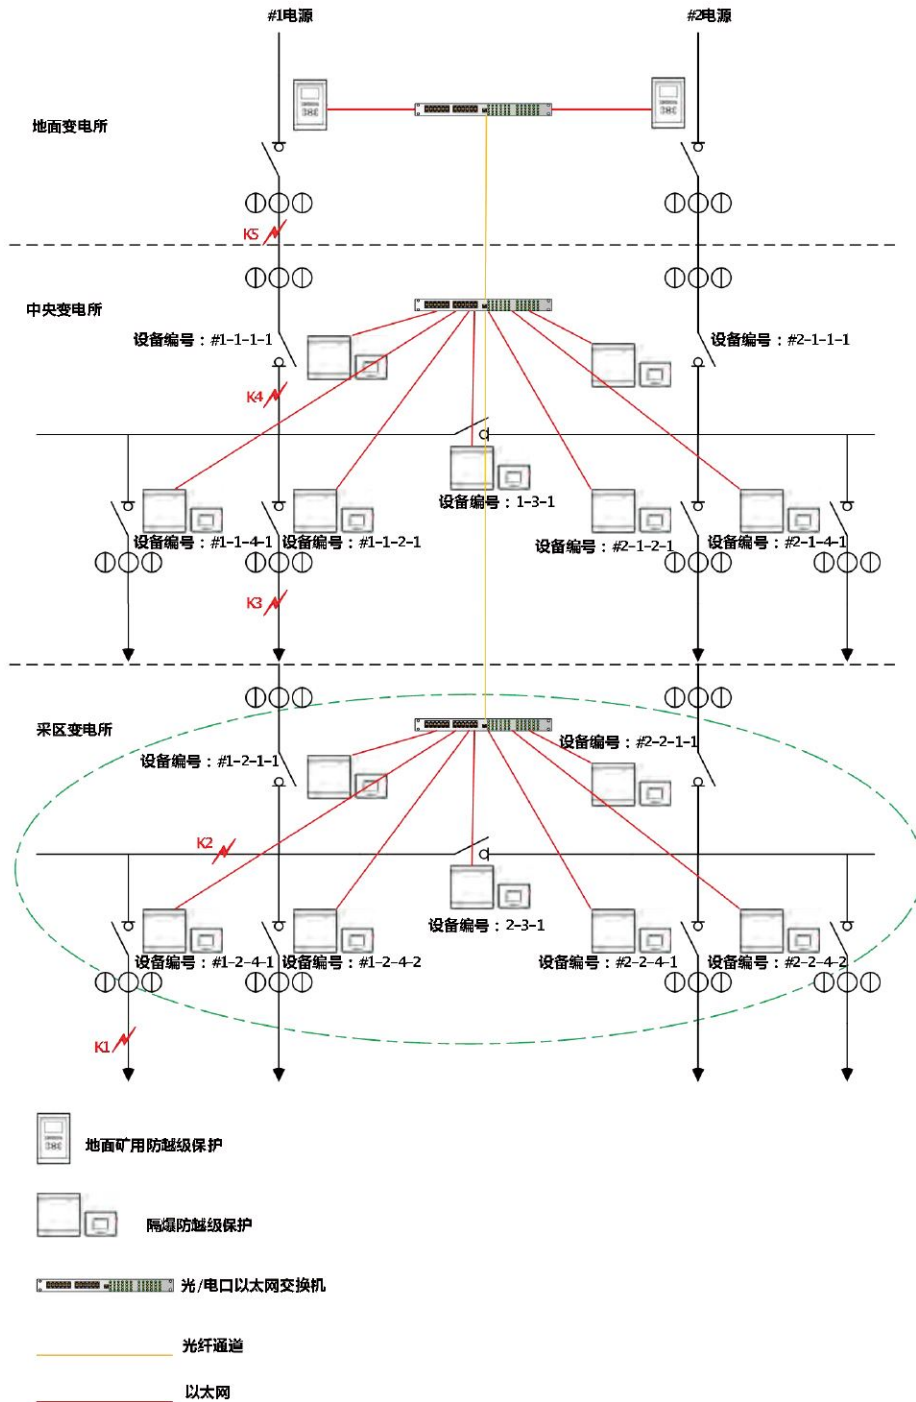 #1电源
#2电源
地面变电所
K5
中央变电所
设备编号：#1-1-1-1
设备编号：#2-1-1-1
K4
设备编号：1-3-1
设备编号：#1-1-4-1
设备编号：#1-1-2-1
设备编号：#2-1-2-1
设备编号：#2-1-4-1
K3
采区变电所
设备编号：#2-2-1-1
设备编号：#1-2-1-1
K2
设备编号：2-3-1
设备编号：#1-2-4-1
设备编号：#1-2-4-2
设备编号：#2-2-4-1
设备编号：#2-2-4-2
K1
地面矿用防越级保护
隔爆防越级保护
光/电口以太网交换机
光纤通道
以太网